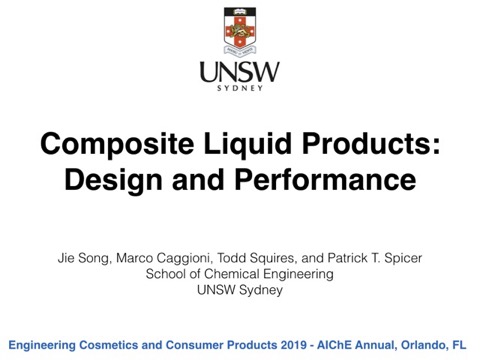 UNSW
SYDNEY
Composite Liquid Products:
Design and Performance
Jie Song, Marco Caggioni, Todd Squires, and Patrick T. Spicer
School of Chemical Engineering
UNSW Sydney
Engineering Cosmetics and Consumer Products 2019 - AIChE Annual, Orlando, FL